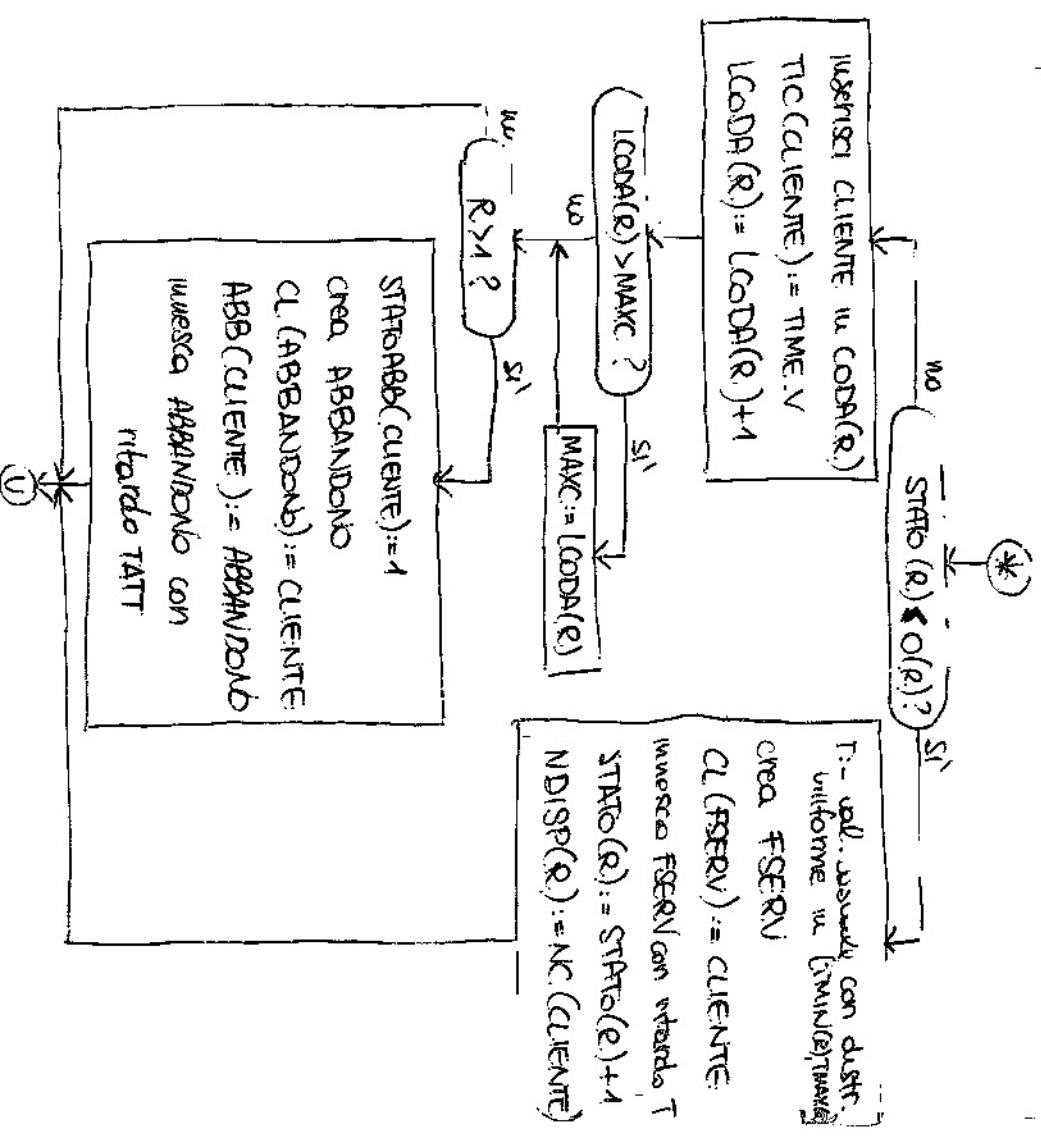 *
STATO(R) < O(R)?
no
SI'
inserisci CLIENTE in CODA(R)
TIC(CLIENTE) := TIME.V
LCODA(R) := LCODA(R)+1
LCODA(R) > MAXC ?
no
SI'
MAXC := LCODA(R)
R>1 ?
no
SI'
STATOABB(CLIENTE):=1
crea ABBANDONO
CL(ABBANDONO):= CLIENTE
ABB(CLIENTE):= ABBANDONO
innesca ABBANDONO con
ritardo TATT
T:= val. con distr.
uniforme in [TMIN(R),TMAX(R)]
crea FSERV
CL(FSERV):= CLIENTE
innesca FSERV con ritardo T
STATO(R):= STATO(R)+1
NDISP(R):=NC(CLIENTE)
U